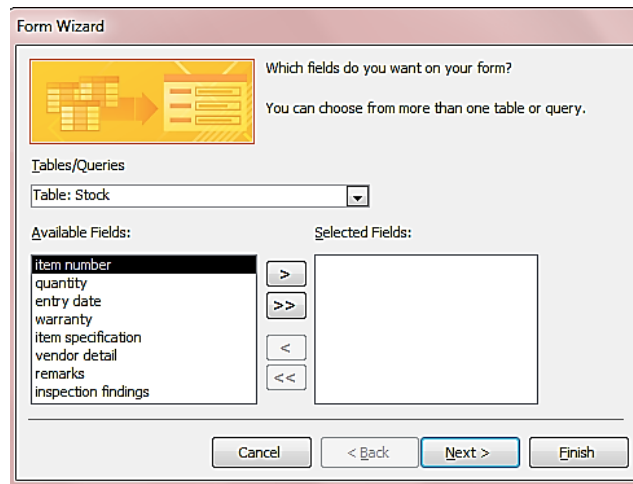 Form Wizard
Which fields do you want on your form?
You can choose from more than one table or query.
Tables/Queries
Table: Stock
Available Fields:
Selected Fields:
item number
quantity
entry date
warranty
item specification
vendor detail
remarks
inspection findings
>
>>
<
<<
Cancel
< Back
Next >
Finish